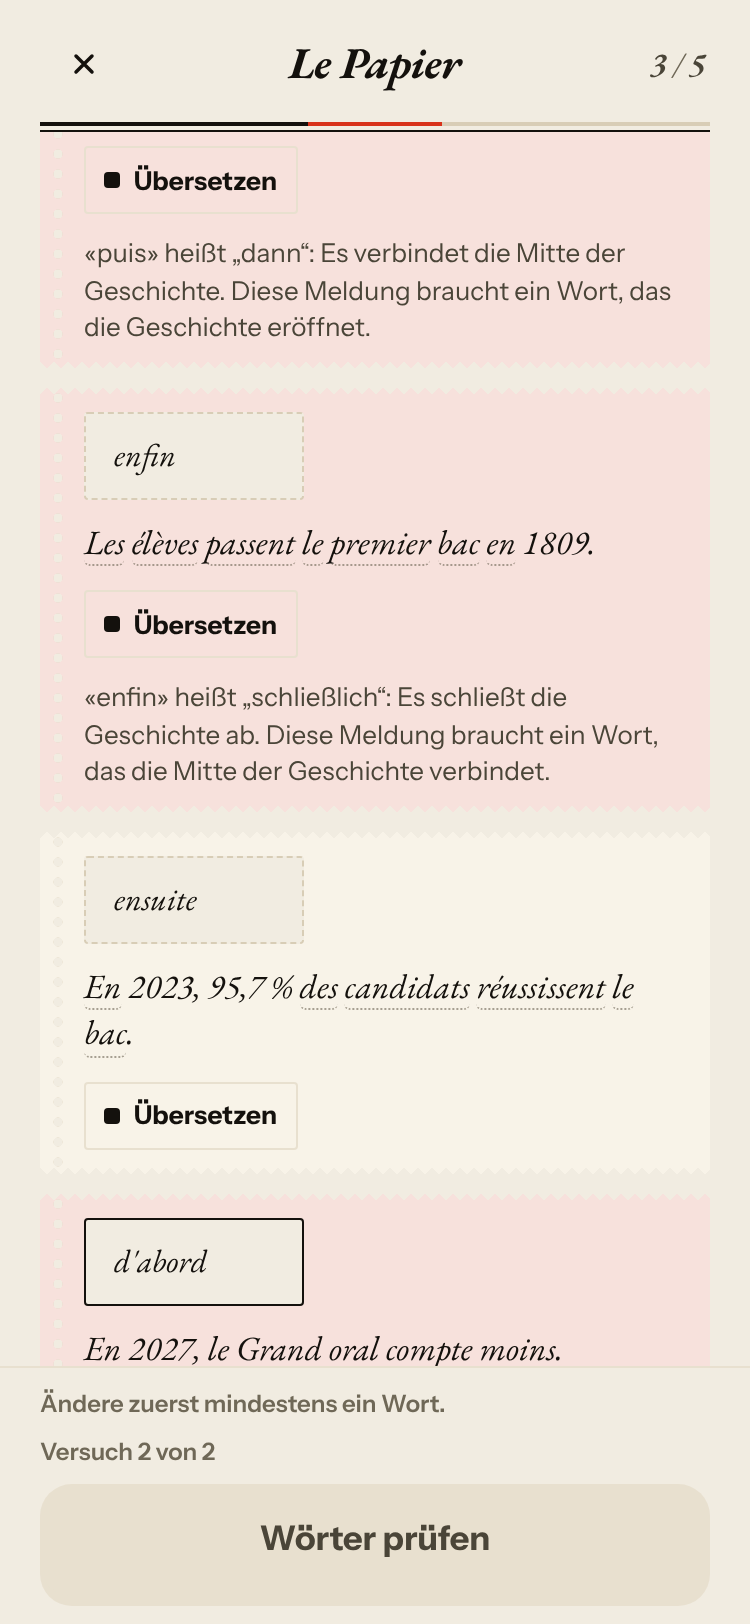 Le Papier
3 / 5
Übersetzen
«puis» heißt „dann“: Es verbindet die Mitte der
Geschichte. Diese Meldung braucht ein Wort, das
die Geschichte eröffnet.
enfin
Les élèves passent le premier bac en 1809.
Übersetzen
«enfin» heißt „schließlich“: Es schließt die
Geschichte ab. Diese Meldung braucht ein Wort,
das die Mitte der Geschichte verbindet.
ensuite
En 2023, 95,7 % des candidats réussissent le
bac.
Übersetzen
d'abord
En 2027, le Grand oral compte moins.
Ändere zuerst mindestens ein Wort.
Versuch 2 von 2
Wörter prüfen